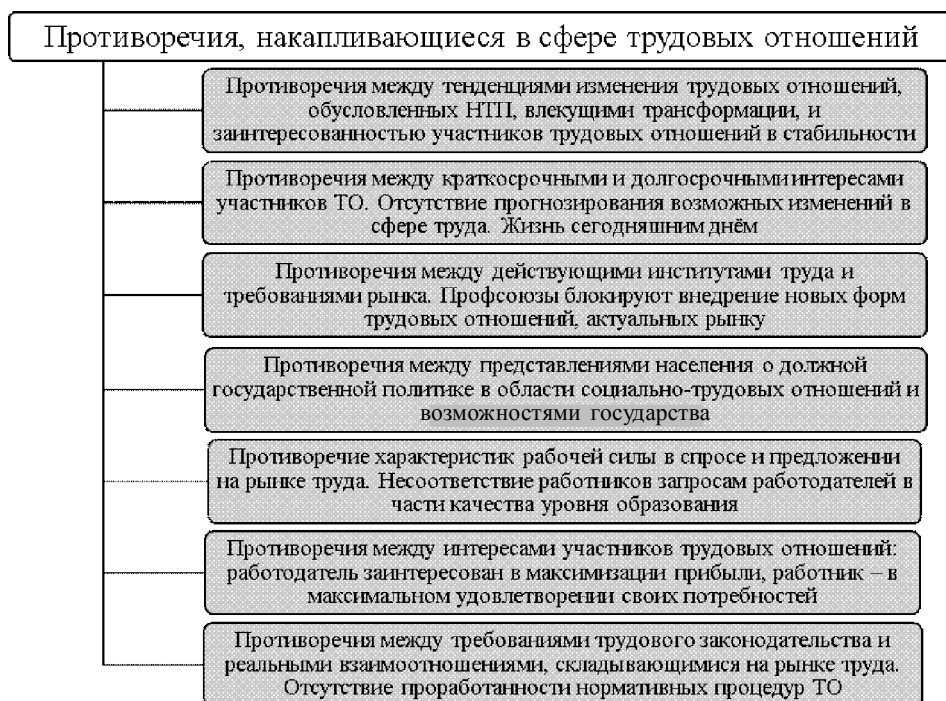 Противоречия, накапливающиеся в сфере трудовых отношений
Противоречия между тенденциями изменения трудовых отношений,
обусловленных НТП, влекущими трансформации, и
заинтересованностью участников трудовых отношений в стабильности
Противоречия между краткосрочными и долгосрочными интересами
участников ТО. Отсутствие прогнозирования возможных изменений в
сфере труда. Жизнь сегодняшним днём
Противоречия между действующими институтами труда и
требованиями рынка. Профсоюзы блокируют внедрение новых форм
трудовых отношений, актуальных рынку
Противоречия между представлениями населения о должной
государственной политике в области социально-трудовых отношений и
возможностями государства
Противоречие характеристик рабочей силы в спросе и предложении
на рынке труда. Несоответствие работников запросам работодателей в
части качества уровня образования
Противоречия между интересами участников трудовых отношений:
работодатель заинтересован в максимизации прибыли, работник – в
максимальном удовлетворении своих потребностей
Противоречия между требованиями трудового законодательства и
реальными взаимоотношениями, складывающимися на рынке труда.
Отсутствие проработанности нормативных процедур ТО